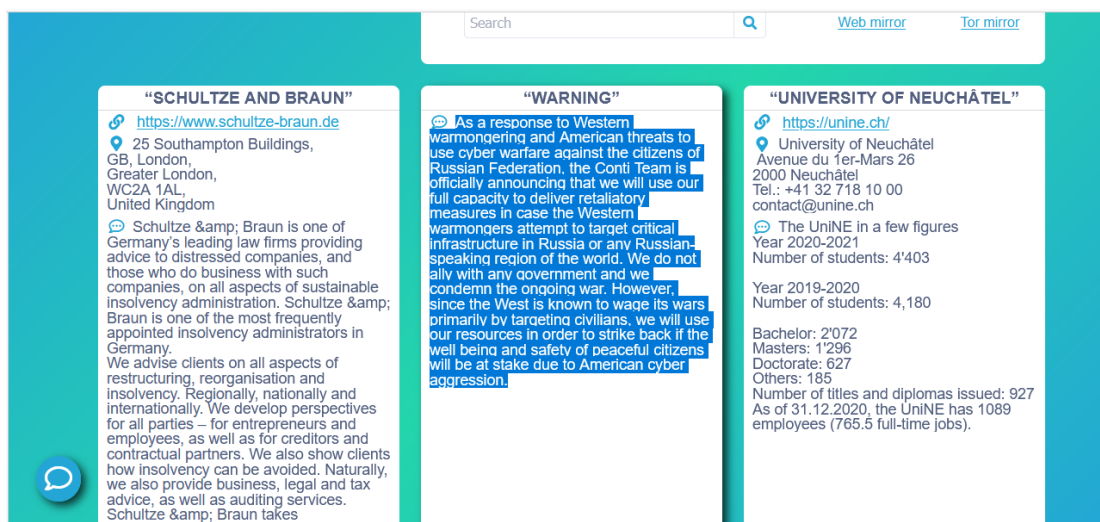 Search
Web mirror
Tor mirror
“SCHULTZE AND BRAUN”
https://www.schultze-braun.de
25 Southampton Buildings,
GB, London,
Greater London,
WC2A 1AL,
United Kingdom
Schultze &amp; Braun is one of
Germany’s leading law firms providing
advice to distressed companies, and
those who do business with such
companies, on all aspects of sustainable
insolvency administration. Schultze &amp;
Braun is one of the most frequently
appointed insolvency administrators in
Germany.
We advise clients on all aspects of
restructuring, reorganisation and
insolvency. Regionally, nationally and
internationally. We develop perspectives
for all parties – for entrepreneurs and
employees, as well as for creditors and
contractual partners. We also show clients
how insolvency can be avoided. Naturally,
we also provide business, legal and tax
advice, as well as auditing services.
Schultze &amp; Braun takes
“WARNING”
As a response to Western
warmongering and American threats to
use cyber warfare against the citizens of
Russian Federation, the Conti Team is
officially announcing that we will use our
full capacity to deliver retaliatory
measures in case the Western
warmongers attempt to target critical
infrastructure in Russia or any Russian-
speaking region of the world. We do not
ally with any government and we
condemn the ongoing war. However,
since the West is known to wage its wars
primarily by targeting civilians, we will use
our resources in order to strike back if the
well being and safety of peaceful citizens
will be at stake due to American cyber
aggression.
“UNIVERSITY OF NEUCHÂTEL”
https://unine.ch/
University of Neuchâtel
Avenue du 1er-Mars 26
2000 Neuchâtel
Tel.: +41 32 718 10 00
contact@unine.ch
The UniNE in a few figures
Year 2020-2021
Number of students: 4'403
Year 2019-2020
Number of students: 4,180
Bachelor: 2'072
Masters: 1'296
Doctorate: 627
Others: 185
Number of titles and diplomas issued: 927
As of 31.12.2020, the UniNE has 1089
employees (765.5 full-time jobs).